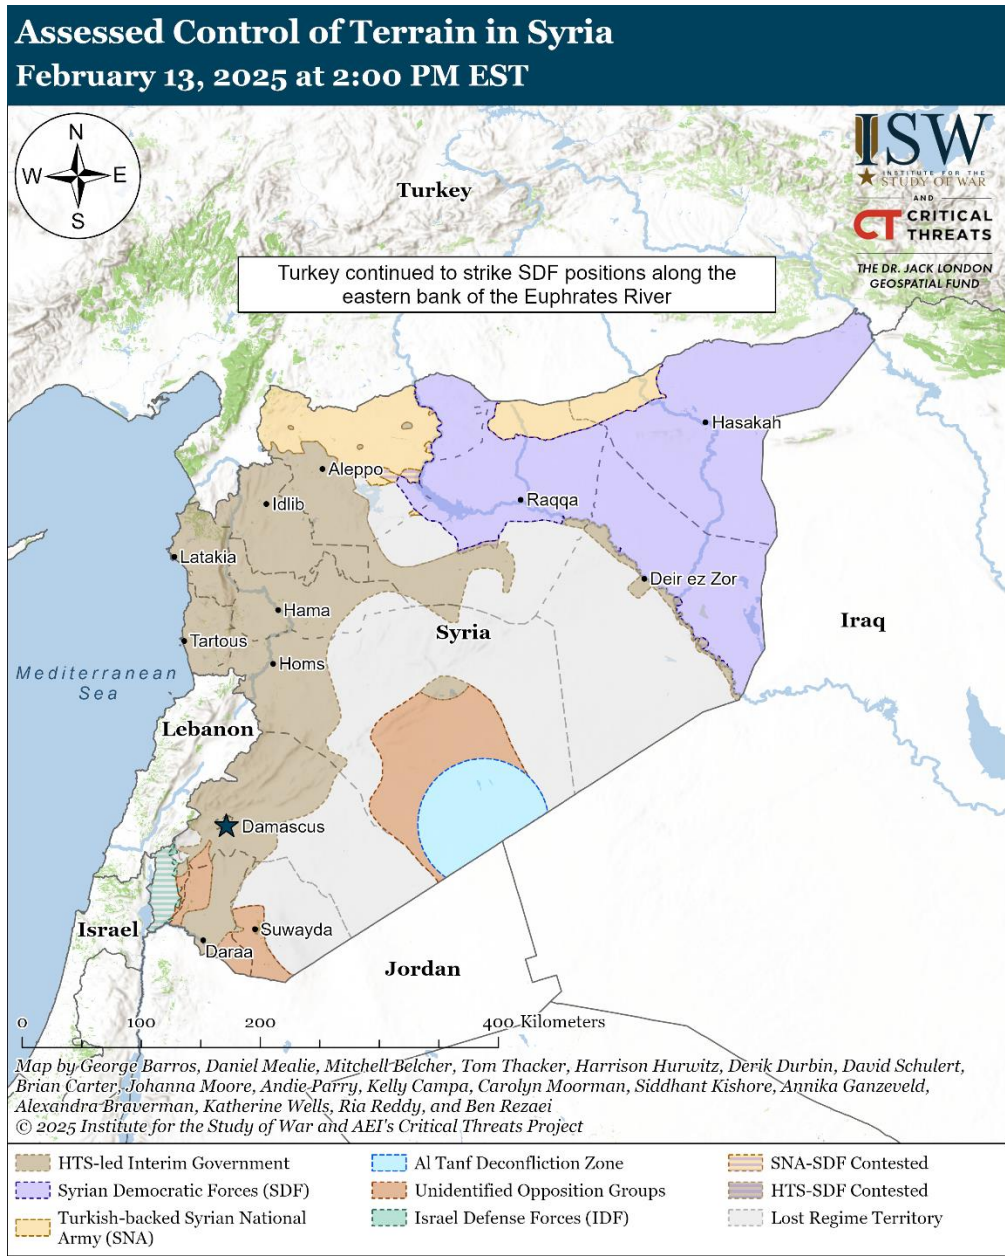 Assessed Control of Terrain in Syria
February 13, 2025 at 2:00 PM EST
N
W
E
S
ISW
INSTITUTE FOR THE
STUDY OF WAR
AND
CT CRITICAL
THREATS
THE DR. JACK LONDON
GEOSPATIAL FUND
Turkey
Turkey continued to strike SDF positions along the
eastern bank of the Euphrates River
Hasakah
Aleppo
Idlib
Raqqa
Latakia
Deir ez Zor
Hama
Syria
Iraq
Tartous
Homs
Mediterranean
Sea
Lebanon
Damascus
Israel
Suwayda
Daraa
Jordan
0 100 200 400 Kilometers
Map by George Barros, Daniel Mealie, Mitchell Belcher, Tom Thacker, Harrison Hurwitz, Derik Durbin, David Schulert,
Brian Carter, Johanna Moore, Andie Parry, Kelly Campa, Carolyn Moorman, Siddhant Kishore, Annika Ganzeveld,
Alexandra Braverman, Katherine Wells, Ria Reddy, and Ben Rezaei
© 2025 Institute for the Study of War and AEI's Critical Threats Project
HTS-led Interim Government
Syrian Democratic Forces (SDF)
Turkish-backed Syrian National
Army (SNA)
Al Tanf Deconfliction Zone
Unidentified Opposition Groups
Israel Defense Forces (IDF)
SNA-SDF Contested
HTS-SDF Contested
Lost Regime Territory